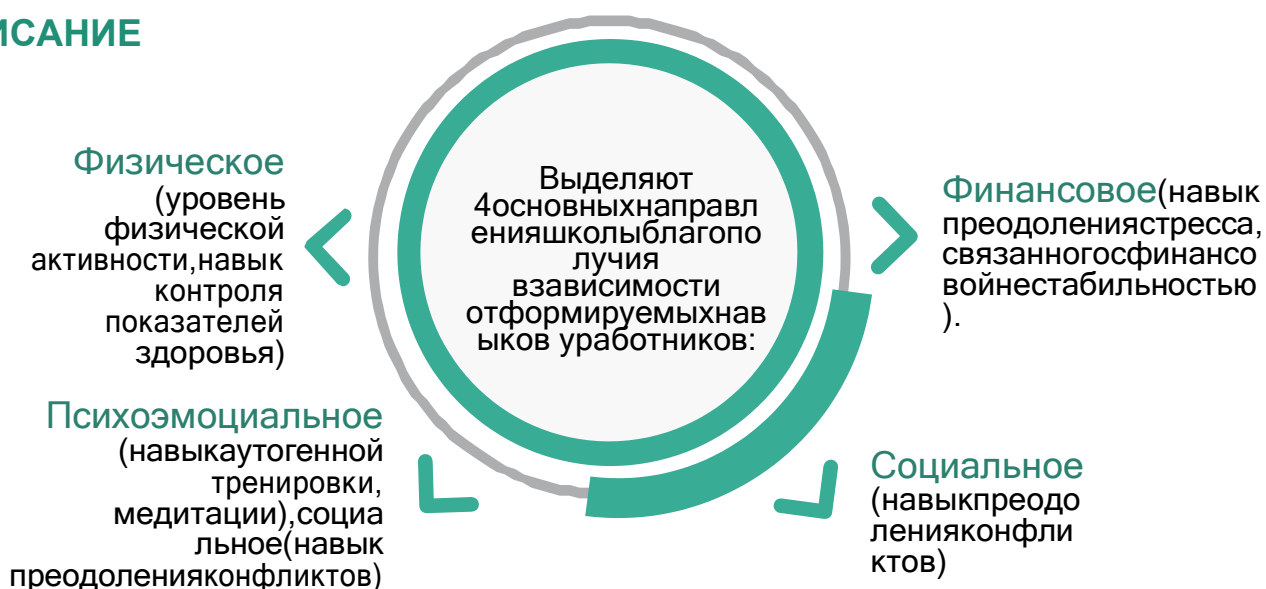 ИСАНИЕ
Физическое
(уровень
физической
активности,навык
контроля
показателей
здоровья)
Психоэмоциальное
(навыкаутогенной
тренировки,
медитации),социа
льное(навык
преодоленияконфликтов)
Выделяют
4основныхнаправл
енияшколыблагопо
лучия
взависимости
отформируемыхнав
ыков уработников:
Финансовое(навык
преодолениястресса,
связанногосфинансо
войнестабильностью
).
Социальное
(навыкпреодо
ленияконфли
ктов)